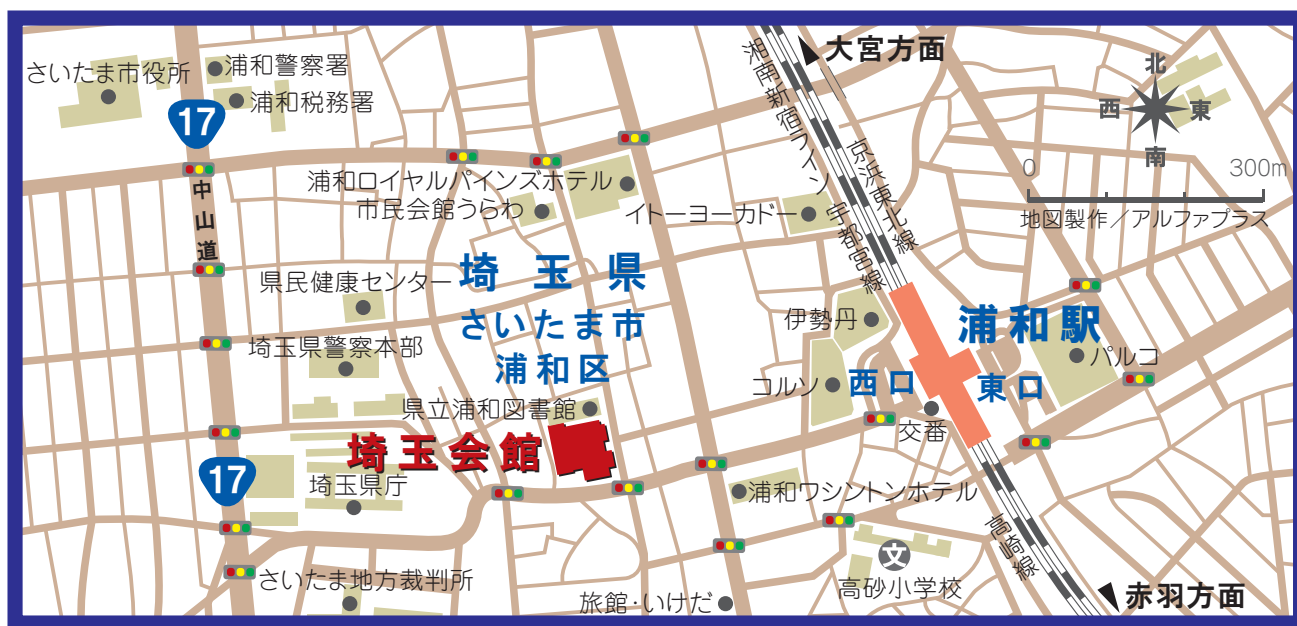 大宮方面
北
西
東
南
0
300m
地図製作／アルファプラス
さいたま市役所
浦和警察署
浦和税務署
17
中山道
湘南新宿ライン
京浜東北線
宇都宮線
浦和ロイヤルパインズホテル
市民会館うらわ
イトーヨーカドー
県民健康センター
埼玉県
さいたま市
浦和区
伊勢丹
浦和駅
パルコ
埼玉県警察本部
コルソ
西口
東口
県立浦和図書館
交番
埼玉会館
17
埼玉県庁
浦和ワシントンホテル
高崎線
文
高砂小学校
さいたま地方裁判所
旅館・いけだ
赤羽方面